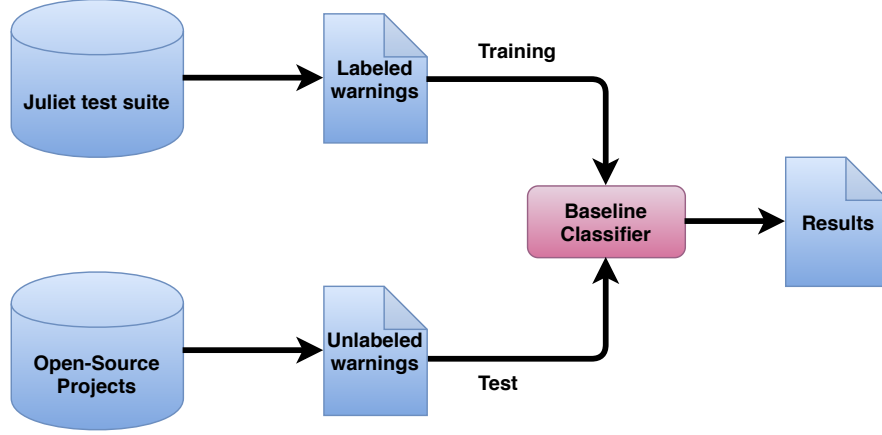 Juliet test suite
Labeled
warnings
Training
Baseline
Classifier
Results
Open-Source
Projects
Unlabeled
warnings
Test